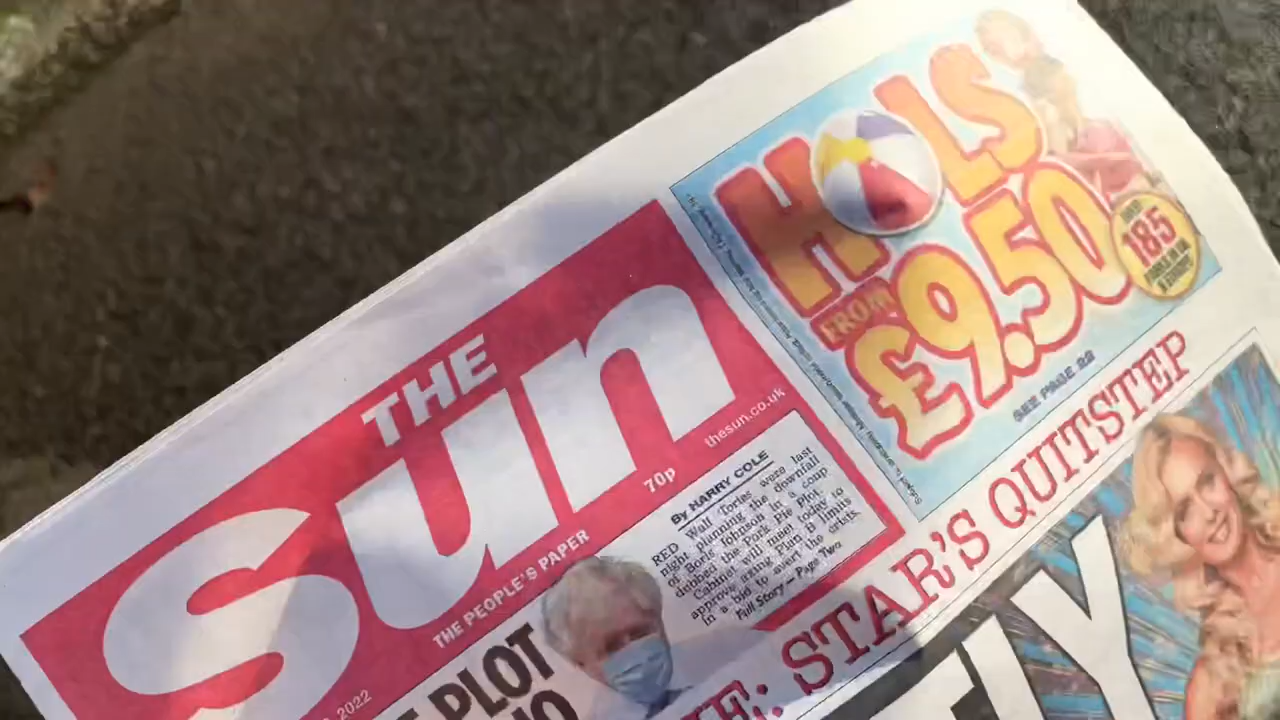 HOLS
FROM
£9.50
185
SEE PAGE 22
THE
Sun
thesun.co.uk
70p
THE PEOPLE'S PAPER
By HARRY COLE
RED Wall Tories were last
night planning the downfall
of Boris Johnson in a coup
dubbed the Pork Pie Plot.
Cabinet will meet today to
approve axing Plan B limits
in a bid to avert the crisis.
Full Story — Page Two
2022
PLOT
STAR'S QUITSTEP